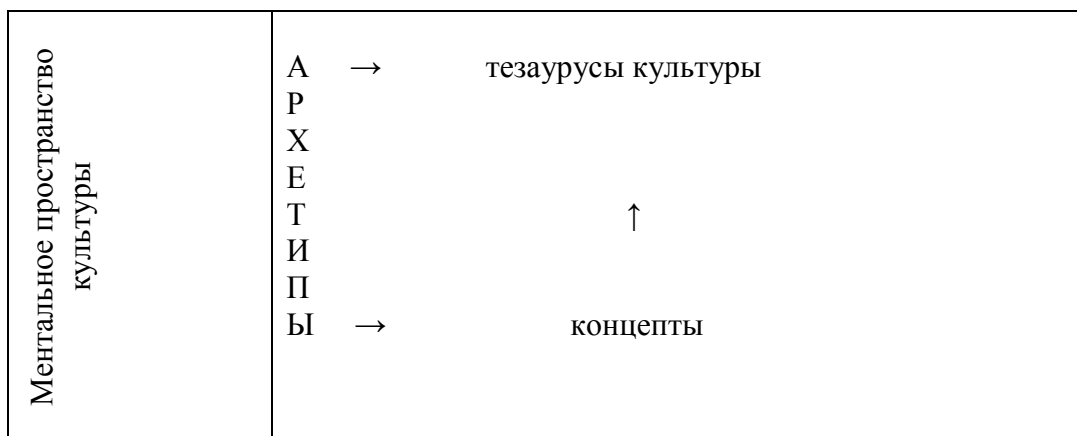 Ментальное пространство
культуры
А → тезаурусы культуры
Р
Х
Е
Т ↑
И
П
Ы → концепты